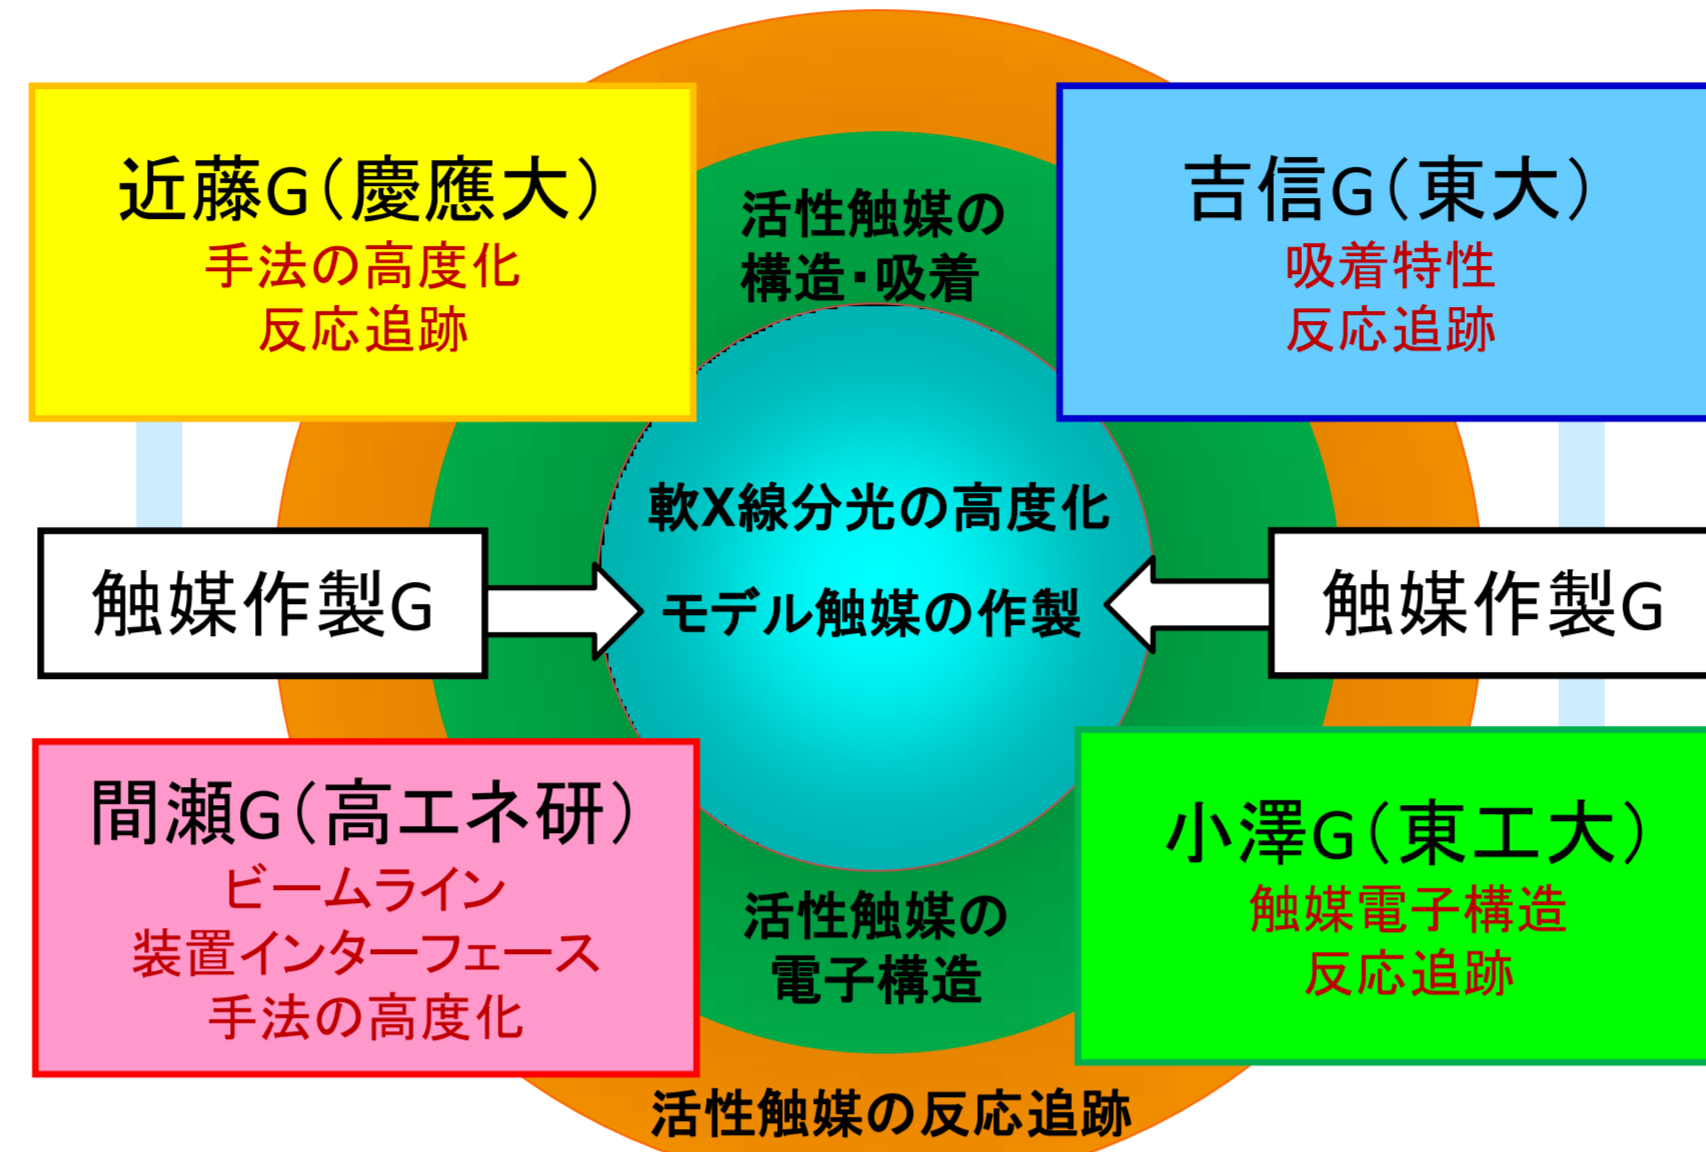 近藤G(慶應大)
手法の高度化
反応追跡
活性触媒の
構造・吸着
吉信G(東大)
吸着特性
反応追跡
軟X線分光の高度化
モデル触媒の作製
触媒作製G
触媒作製G
間瀬G(高エネ研)
ビームライン
装置インターフェース
手法の高度化
活性触媒の
電子構造
小澤G(東工大)
触媒電子構造
反応追跡
活性触媒の反応追跡